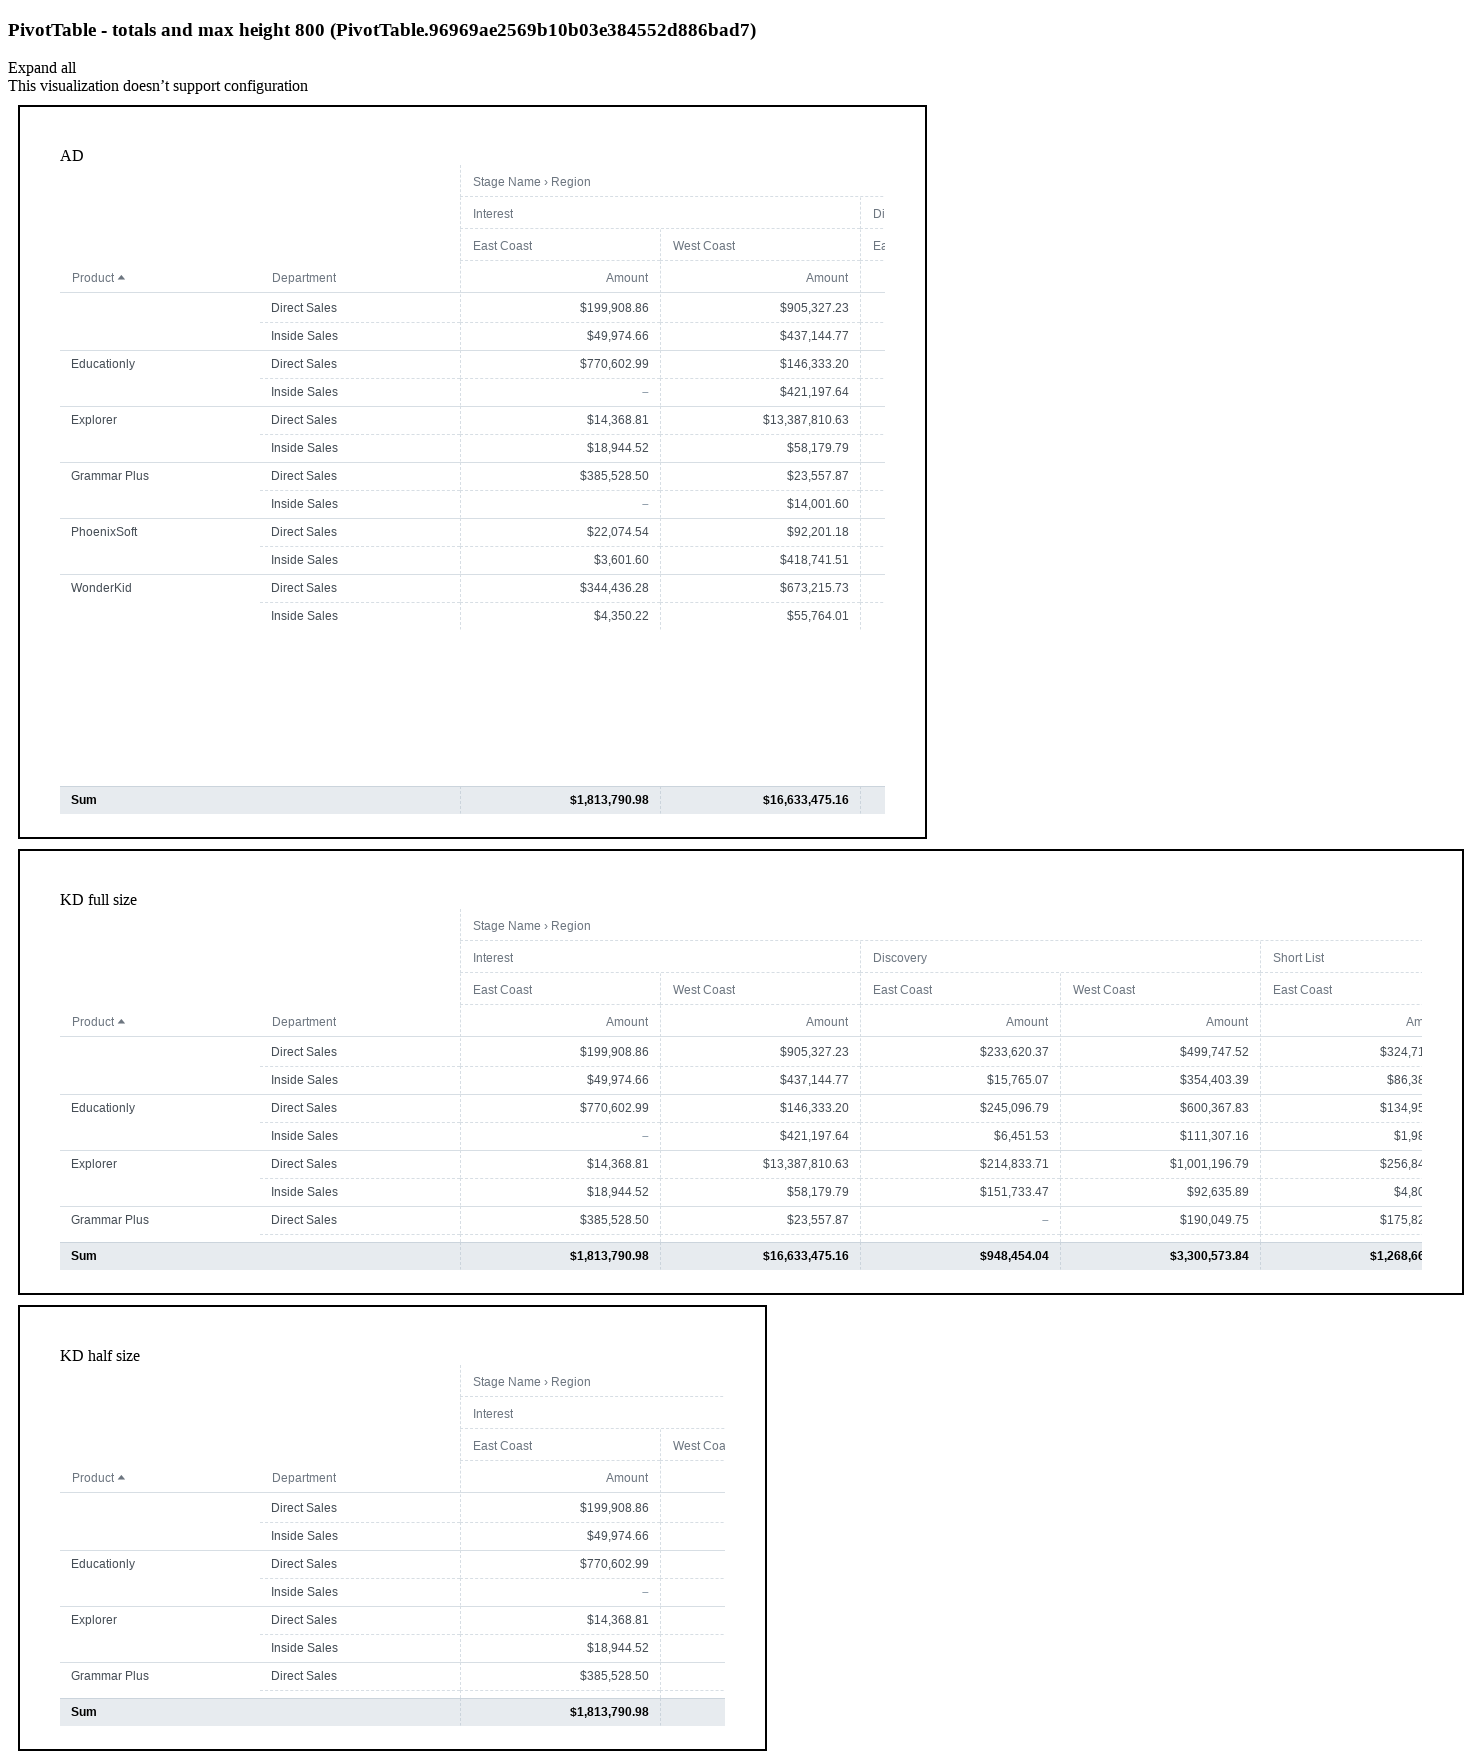 PivotTable - totals and max height 800 (PivotTable.96969ae2569b10b03e384552d886bad7)
Expand all
This visualization doesn’t support configuration
AD
Stage Name › Region
Interest Di
East Coast West Coast Ea
Product Department Amount Amount
Direct Sales $199,908.86 $905,327.23
Inside Sales $49,974.66 $437,144.77
Educationly Direct Sales $770,602.99 $146,333.20
Inside Sales – $421,197.64
Explorer Direct Sales $14,368.81 $13,387,810.63
Inside Sales $18,944.52 $58,179.79
Grammar Plus Direct Sales $385,528.50 $23,557.87
Inside Sales – $14,001.60
PhoenixSoft Direct Sales $22,074.54 $92,201.18
Inside Sales $3,601.60 $418,741.51
WonderKid Direct Sales $344,436.28 $673,215.73
Inside Sales $4,350.22 $55,764.01
Sum $1,813,790.98 $16,633,475.16
KD full size
Stage Name › Region
Interest Discovery Short List
East Coast West Coast East Coast West Coast East Coast
Product Department Amount Amount Amount Amount Am
Direct Sales $199,908.86 $905,327.23 $233,620.37 $499,747.52 $324,71
Inside Sales $49,974.66 $437,144.77 $15,765.07 $354,403.39 $86,38
Educationly Direct Sales $770,602.99 $146,333.20 $245,096.79 $600,367.83 $134,95
Inside Sales – $421,197.64 $6,451.53 $111,307.16 $1,98
Explorer Direct Sales $14,368.81 $13,387,810.63 $214,833.71 $1,001,196.79 $256,84
Inside Sales $18,944.52 $58,179.79 $151,733.47 $92,635.89 $4,80
Grammar Plus Direct Sales $385,528.50 $23,557.87 – $190,049.75 $175,82
Sum $1,813,790.98 $16,633,475.16 $948,454.04 $3,300,573.84 $1,268,66
KD half size
Stage Name › Region
Interest
East Coast West Coa
Product Department Amount
Direct Sales $199,908.86
Inside Sales $49,974.66
Educationly Direct Sales $770,602.99
Inside Sales –
Explorer Direct Sales $14,368.81
Inside Sales $18,944.52
Grammar Plus Direct Sales $385,528.50
Sum $1,813,790.98